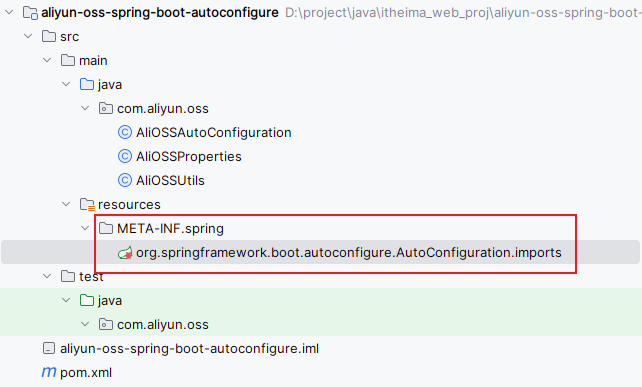 aliyun-oss-spring-boot-autoconfigure D:\project\java\itheima_web_proj\aliyun-oss-spring-boot-
src
main
java
com.aliyun.oss
AliOSSAutoConfiguration
AliOSSProperties
AliOSSUtils
resources
META-INF.spring
org.springframework.boot.autoconfigure.AutoConfiguration.imports
test
java
com.aliyun.oss
aliyun-oss-spring-boot-autoconfigure.iml
m pom.xml